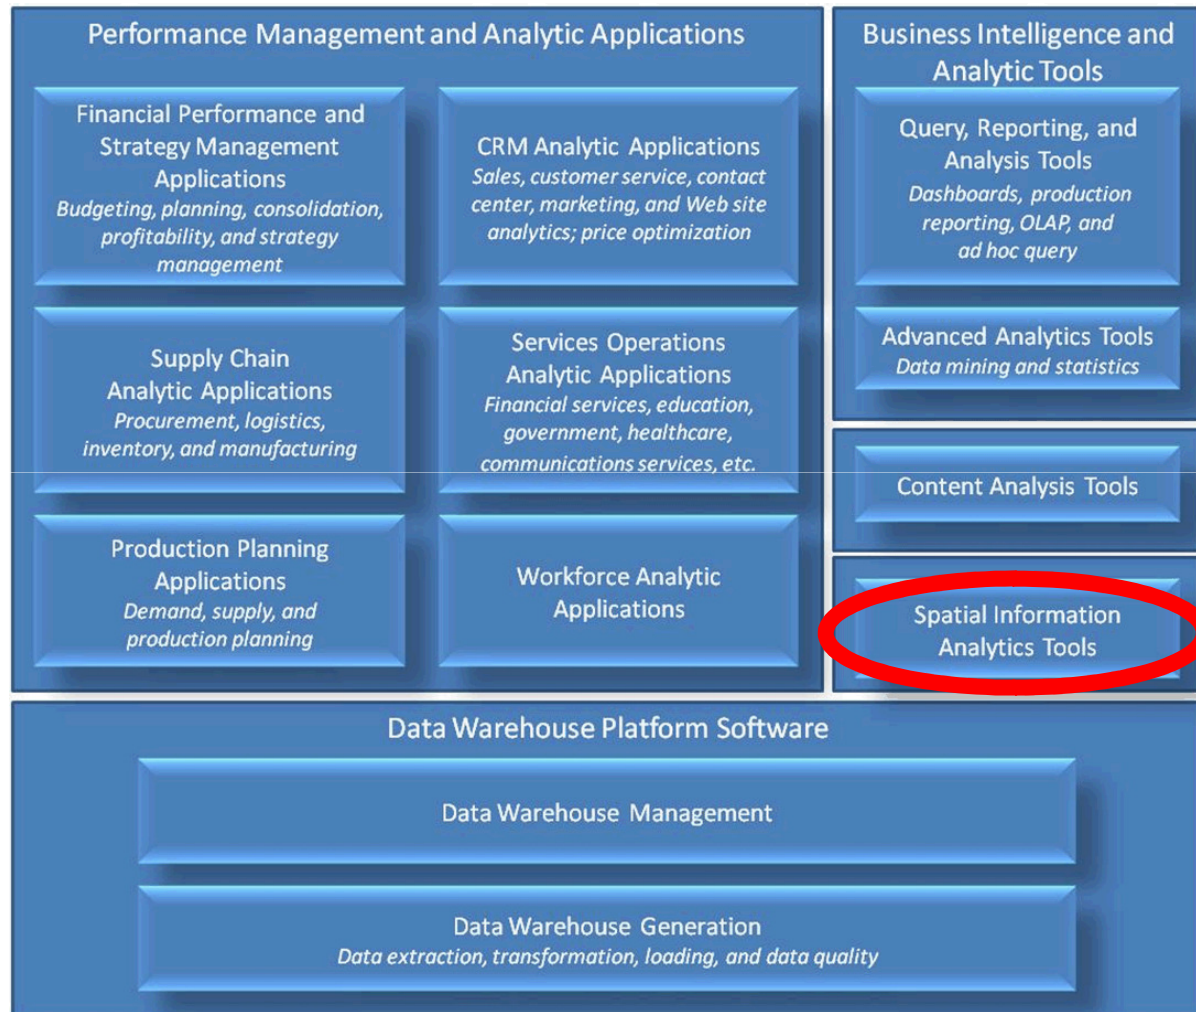 Performance Management and Analytic Applications
Financial Performance and
Strategy Management
Applications
Budgeting, planning, consolidation,
profitability, and strategy
management
CRM Analytic Applications
Sales, customer service, contact
center, marketing, and Web site
analytics; price optimization
Supply Chain
Analytic Applications
Procurement, logistics,
inventory, and manufacturing
Services Operations
Analytic Applications
Financial services, education,
government, healthcare,
communications services, etc.
Production Planning
Applications
Demand, supply, and
production planning
Workforce Analytic
Applications
Business Intelligence and
Analytic Tools
Query, Reporting, and
Analysis Tools
Dashboards, production
reporting, OLAP, and
ad hoc query
Advanced Analytics Tools
Data mining and statistics
Content Analysis Tools
Spatial Information
Analytics Tools
Data Warehouse Platform Software
Data Warehouse Management
Data Warehouse Generation
Data extraction, transformation, loading, and data quality